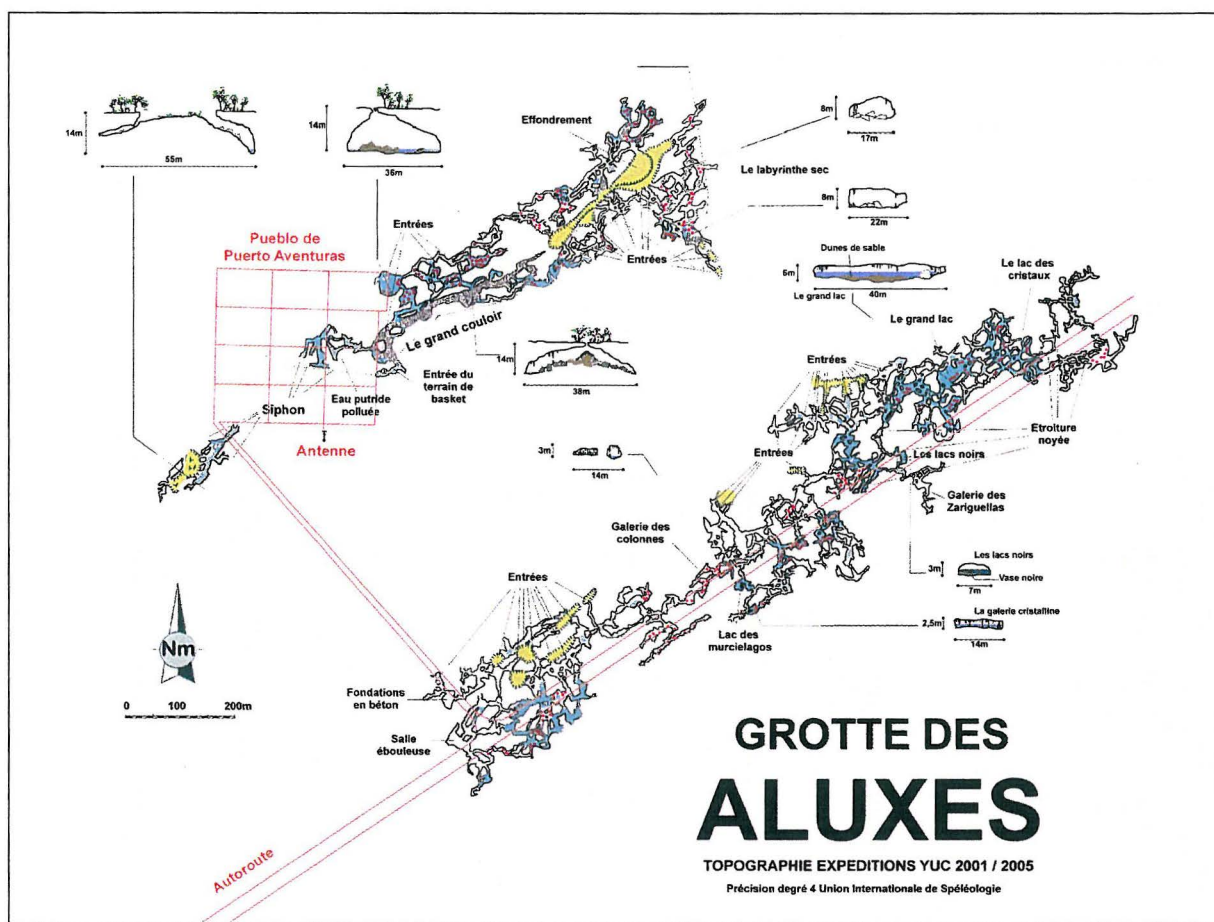 14m
55m
14m
36m
Effondrement
8m
17m
Le labyrinthe sec
8m
22m
Entrées
Entrées
Pueblo de
Puerto Aventuras
Dunes de sable
5m
Le grand lac
40m
Le lac des
cristaux
Le grand lac
Le grand couloir
14m
38m
Entrées
Entrée du
terrain de
basket
Eau putride
polluée
Siphon
Antenne
Etroiture
noyée
Entrées
3m
14m
Los lacs noirs
Galerie des
Zariguellas
Galerie des
colonnes
Les lacs noirs
3m
Vase noire
7m
Entrées
La galerie cristalline
2,5m
14m
Lac des
murcielagos
Nm
0 100 200m
Fondations
en béton
Salle
ébouleuse
Autoroute
GROTTE DES
ALUXES
TOPOGRAPHIE EXPEDITIONS YUC 2001 / 2005
Précision degré 4 Union Internationale de Spéléologie